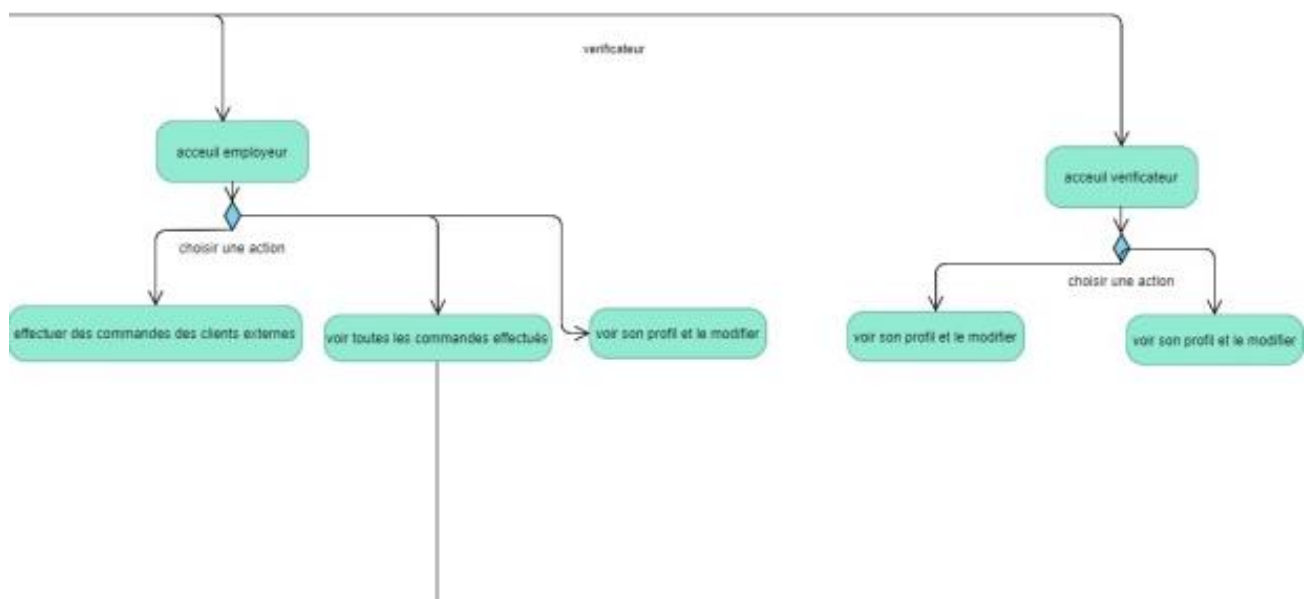 verificateur
acceuil employeur
acceuil verificateur
choisir une action
choisir une action
effectuer des commandes des clients externes
voir toutes les commandes effectués
voir son profil et le modifier
voir son profil et le modifier
voir son profil et le modifier